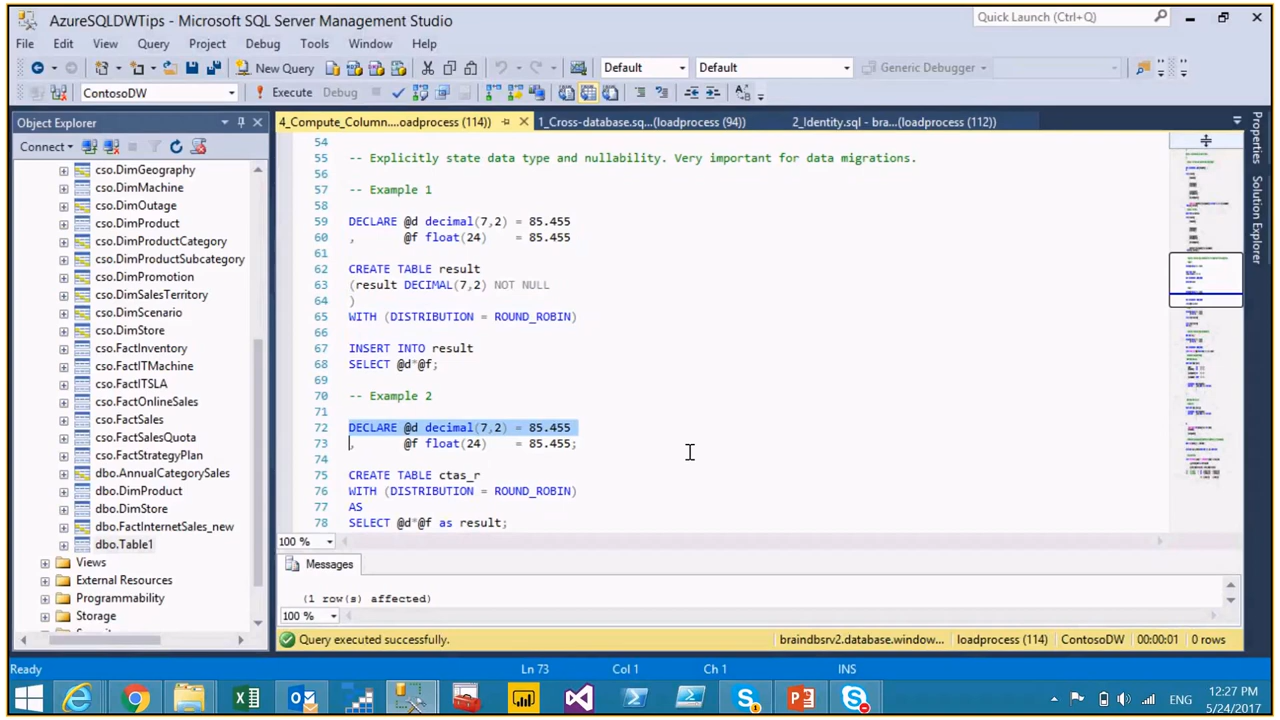 AzureSQLDWTips - Microsoft SQL Server Management Studio
Quick Launch (Ctrl+Q)
File Edit View Query Project Debug Tools Window Help
New Query
Default
Default
Generic Debugger
ContosoDW
Execute
Debug
Object Explorer
4_Compute_Column....oadprocess (114))
1_Cross-database.sq...(loadprocess (94))
2_Identity.sql - bra...(loadprocess (112))
Connect
cso.DimGeography
cso.DimMachine
cso.DimOutage
cso.DimProduct
cso.DimProductCategory
cso.DimProductSubcategory
cso.DimPromotion
cso.DimSalesTerritory
cso.DimScenario
cso.DimStore
cso.FactInventory
cso.FactITMachine
cso.FactITSLA
cso.FactOnlineSales
cso.FactSales
cso.FactSalesQuota
cso.FactStrategyPlan
dbo.AnnualCategorySales
dbo.DimProduct
dbo.DimStore
dbo.FactInternetSales_new
dbo.Table1
Views
External Resources
Programmability
Storage
54
55 -- Explicitly state data type and nullability. Very important for data migrations.
56
57 -- Example 1
58
59 DECLARE @d decimal(7,2) = 85.455
60 , @f float(24) = 85.455
61
62 CREATE TABLE result
63 (result DECIMAL(7,2) NOT NULL
64 )
65 WITH (DISTRIBUTION = ROUND_ROBIN)
66
67 INSERT INTO result
68 SELECT @d*@f;
69
70 -- Example 2
71
72 DECLARE @d decimal(7,2) = 85.455
73 , @f float(24) = 85.455;
74
75 CREATE TABLE ctas_r
76 WITH (DISTRIBUTION = ROUND_ROBIN)
77 AS
78 SELECT @d*@f as result;
100 %
Messages
(1 row(s) affected)
100 %
Query executed successfully.
braindbsrv2.database.window...
loadprocess (114)
ContosoDW
00:00:01
0 rows
Properties
Solution Explorer
Ready
Ln 73
Col 1
Ch 1
INS
ENG
12:27 PM
5/24/2017